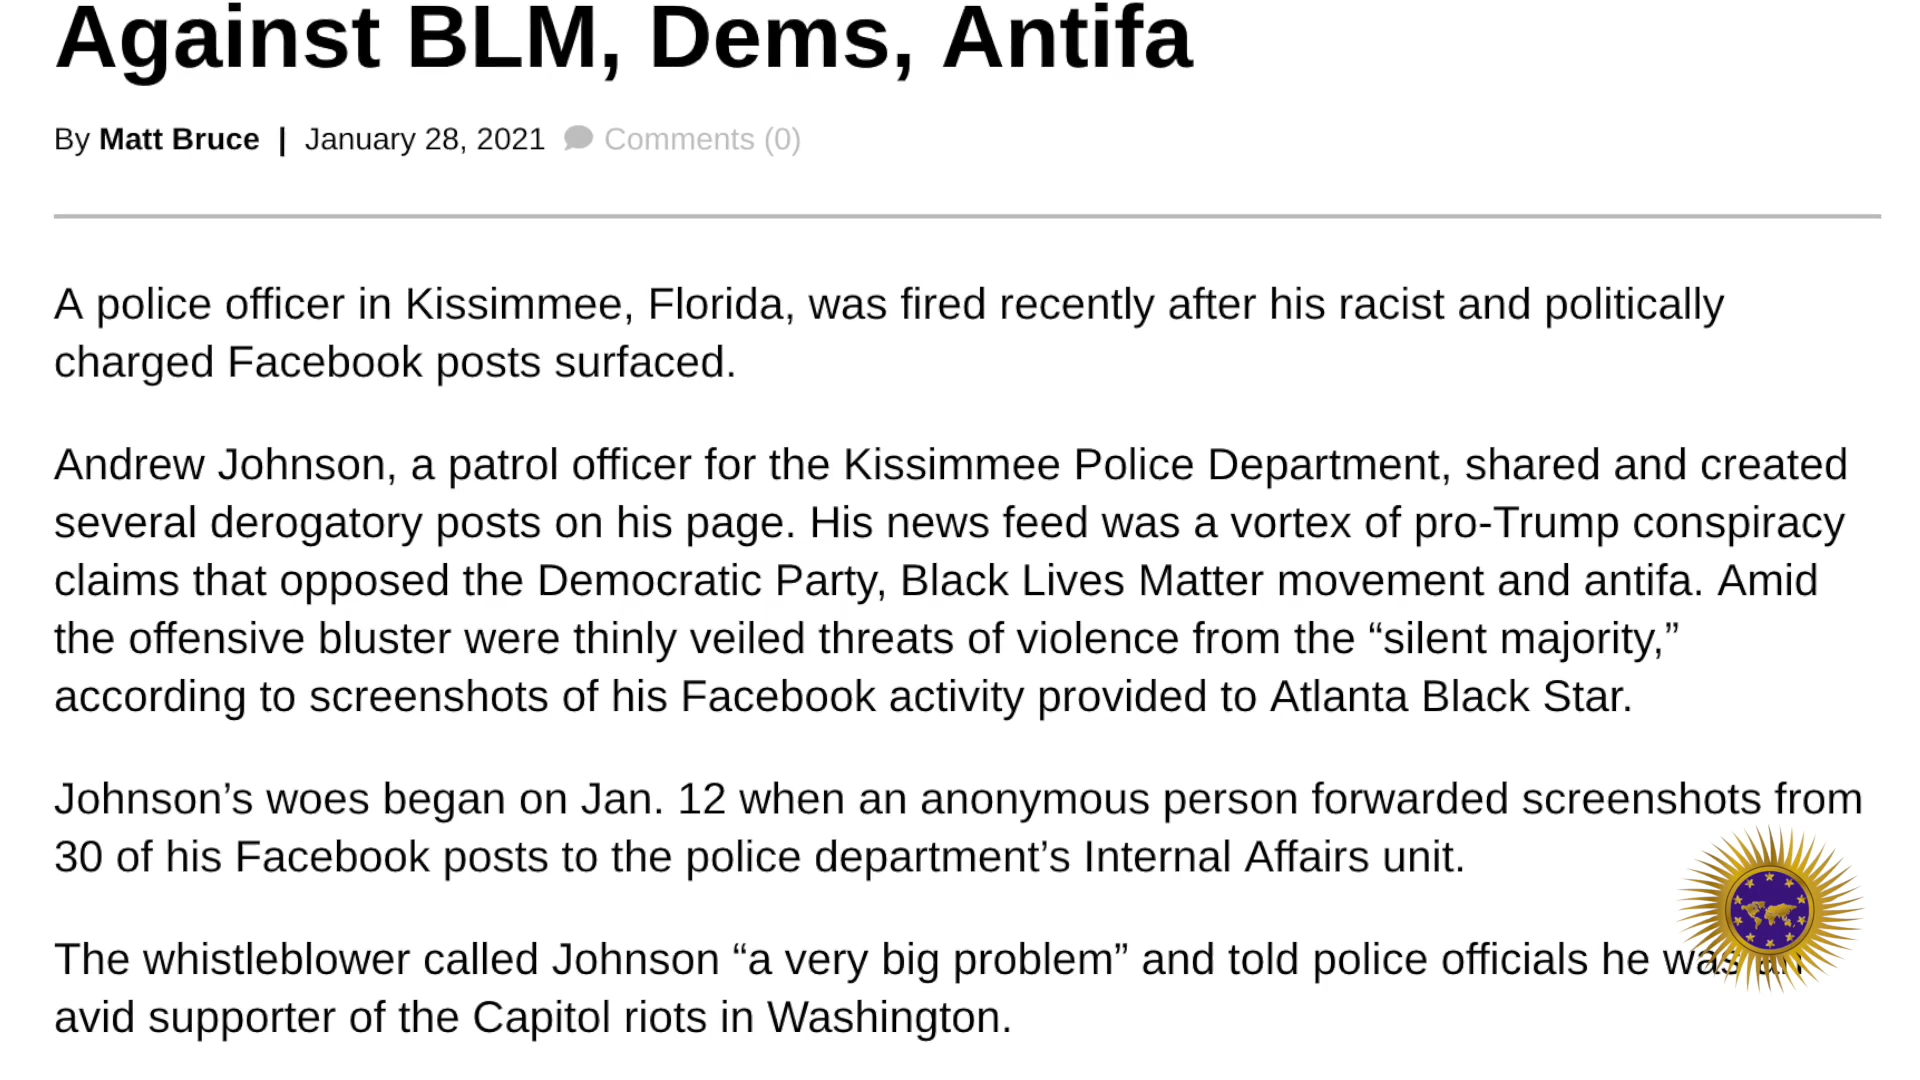 Against BLM, Dems, Antifa
By Matt Bruce | January 28, 2021 Comments (0)
A police officer in Kissimmee, Florida, was fired recently after his racist and politically
charged Facebook posts surfaced.
Andrew Johnson, a patrol officer for the Kissimmee Police Department, shared and created
several derogatory posts on his page. His news feed was a vortex of pro-Trump conspiracy
claims that opposed the Democratic Party, Black Lives Matter movement and antifa. Amid
the offensive bluster were thinly veiled threats of violence from the “silent majority,”
according to screenshots of his Facebook activity provided to Atlanta Black Star.
Johnson’s woes began on Jan. 12 when an anonymous person forwarded screenshots from
30 of his Facebook posts to the police department’s Internal Affairs unit.
The whistleblower called Johnson “a very big problem” and told police officials he was an
avid supporter of the Capitol riots in Washington.